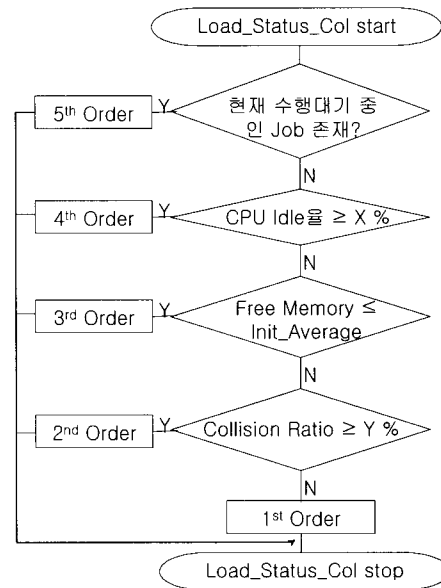 Load_Status_Col start
현재 수행대기 중
인 Job 존재?
Y
5th Order
N
CPU Idle율 ≥ X %
Y
4th Order
N
Free Memory ≤
Init_Average
Y
3rd Order
N
Collision Ratio ≥ Y %
Y
2nd Order
N
1st Order
Load_Status_Col stop